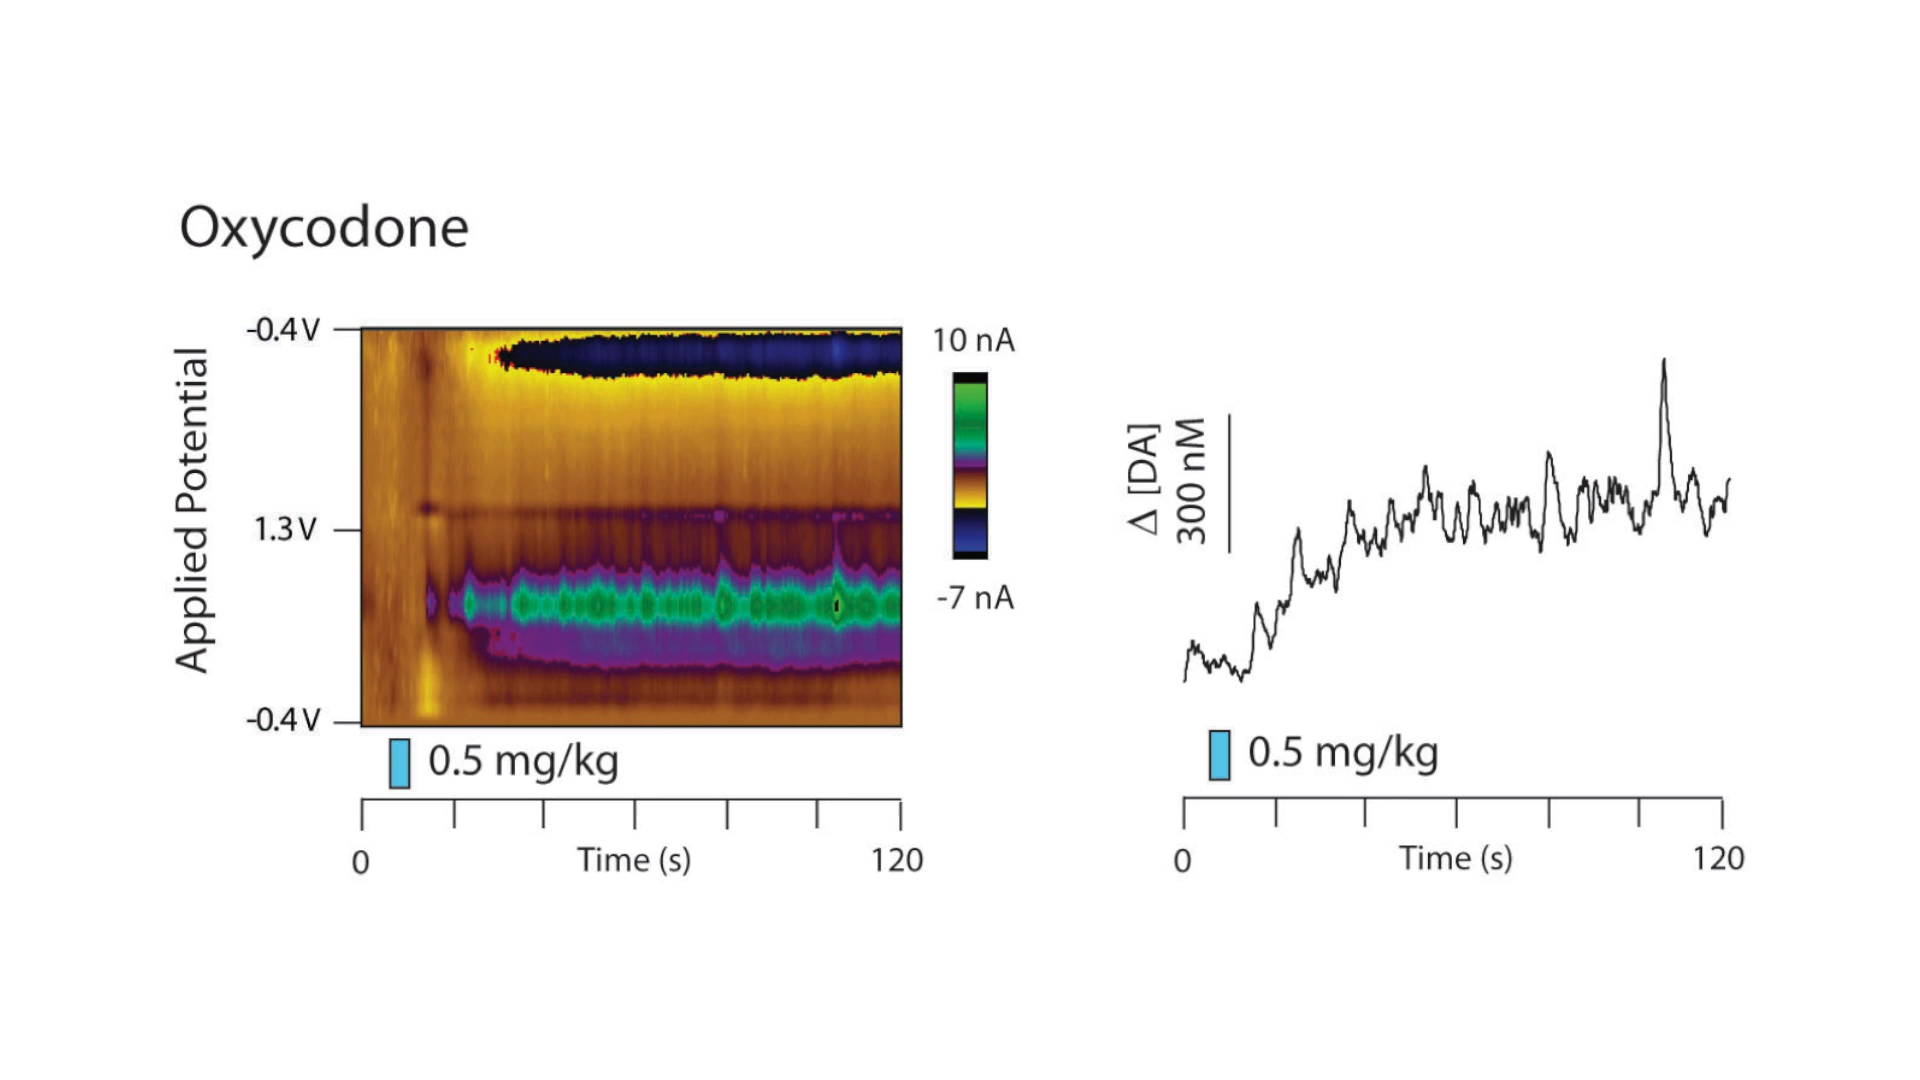 Oxycodone
Applied Potential
-0.4 V
1.3 V
-0.4 V
10 nA
-7 nA
0.5 mg/kg
0
Time (s)
120
Δ [DA]
300 nM
0.5 mg/kg
0
Time (s)
120